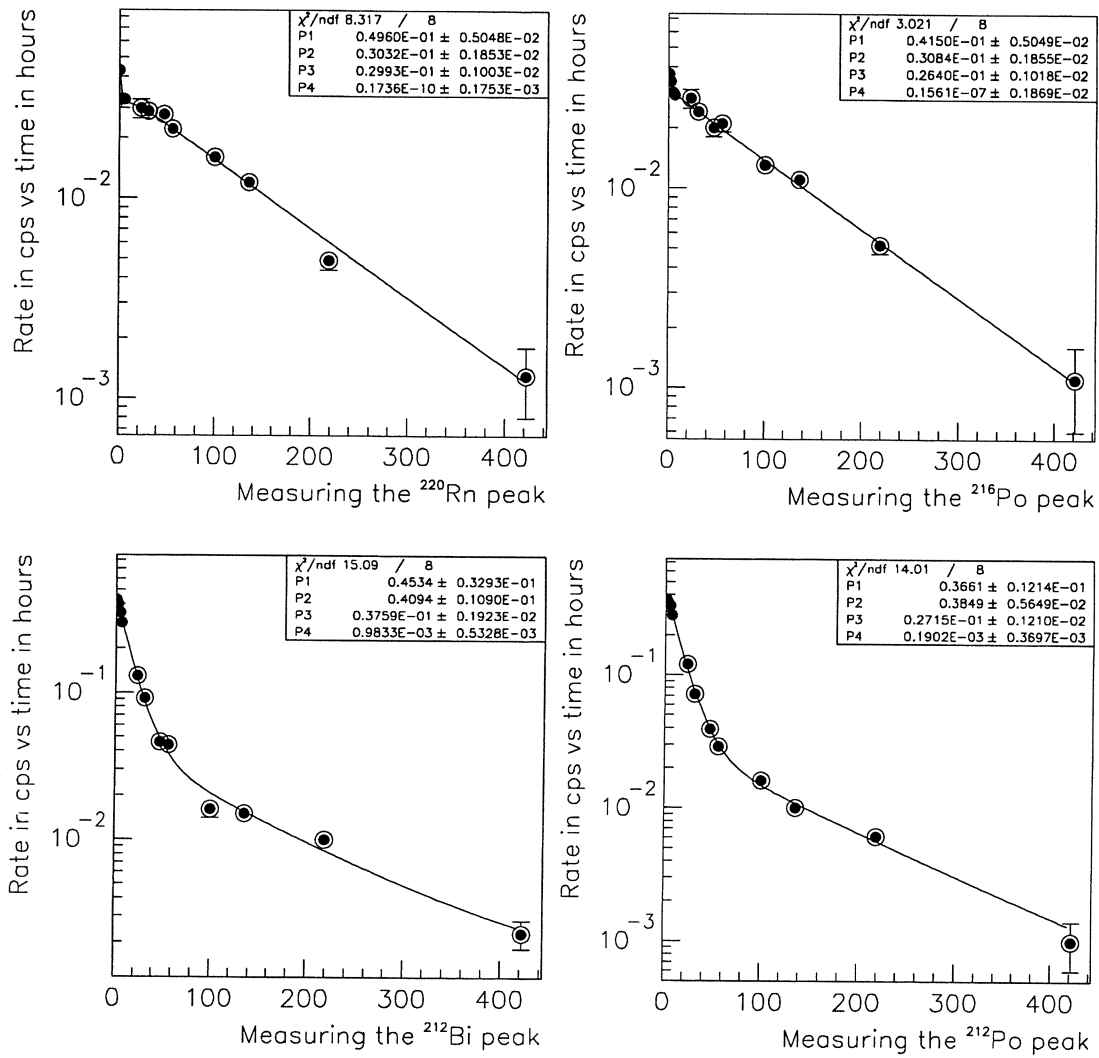 Rate in cps vs time in hours
χ²/ndf 8.317 / 8
P1 0.4960E-01 ± 0.5048E-02
P2 0.3032E-01 ± 0.1853E-02
P3 0.2993E-01 ± 0.1003E-02
P4 0.1736E-10 ± 0.1753E-03
10⁻²
10⁻³
0 100 200 300 400
Measuring the ²²⁰Rn peak
Rate in cps vs time in hours
χ²/ndf 3.021 / 8
P1 0.4150E-01 ± 0.5049E-02
P2 0.3084E-01 ± 0.1855E-02
P3 0.2640E-01 ± 0.1018E-02
P4 0.1561E-07 ± 0.1869E-02
10⁻²
10⁻³
0 100 200 300 400
Measuring the ²¹⁶Po peak
Rate in cps vs time in hours
χ²/ndf 15.09 / 8
P1 0.4534 ± 0.3293E-01
P2 0.4094 ± 0.1090E-01
P3 0.3759E-01 ± 0.1923E-02
P4 0.9833E-03 ± 0.5328E-03
10⁻¹
10⁻²
0 100 200 300 400
Measuring the ²¹²Bi peak
Rate in cps vs time in hours
χ²/ndf 14.01 / 8
P1 0.3661 ± 0.1214E-01
P2 0.3849 ± 0.5649E-02
P3 0.2715E-01 ± 0.1210E-02
P4 0.1902E-03 ± 0.3697E-03
10⁻¹
10⁻²
10⁻³
0 100 200 300 400
Measuring the ²¹²Po peak